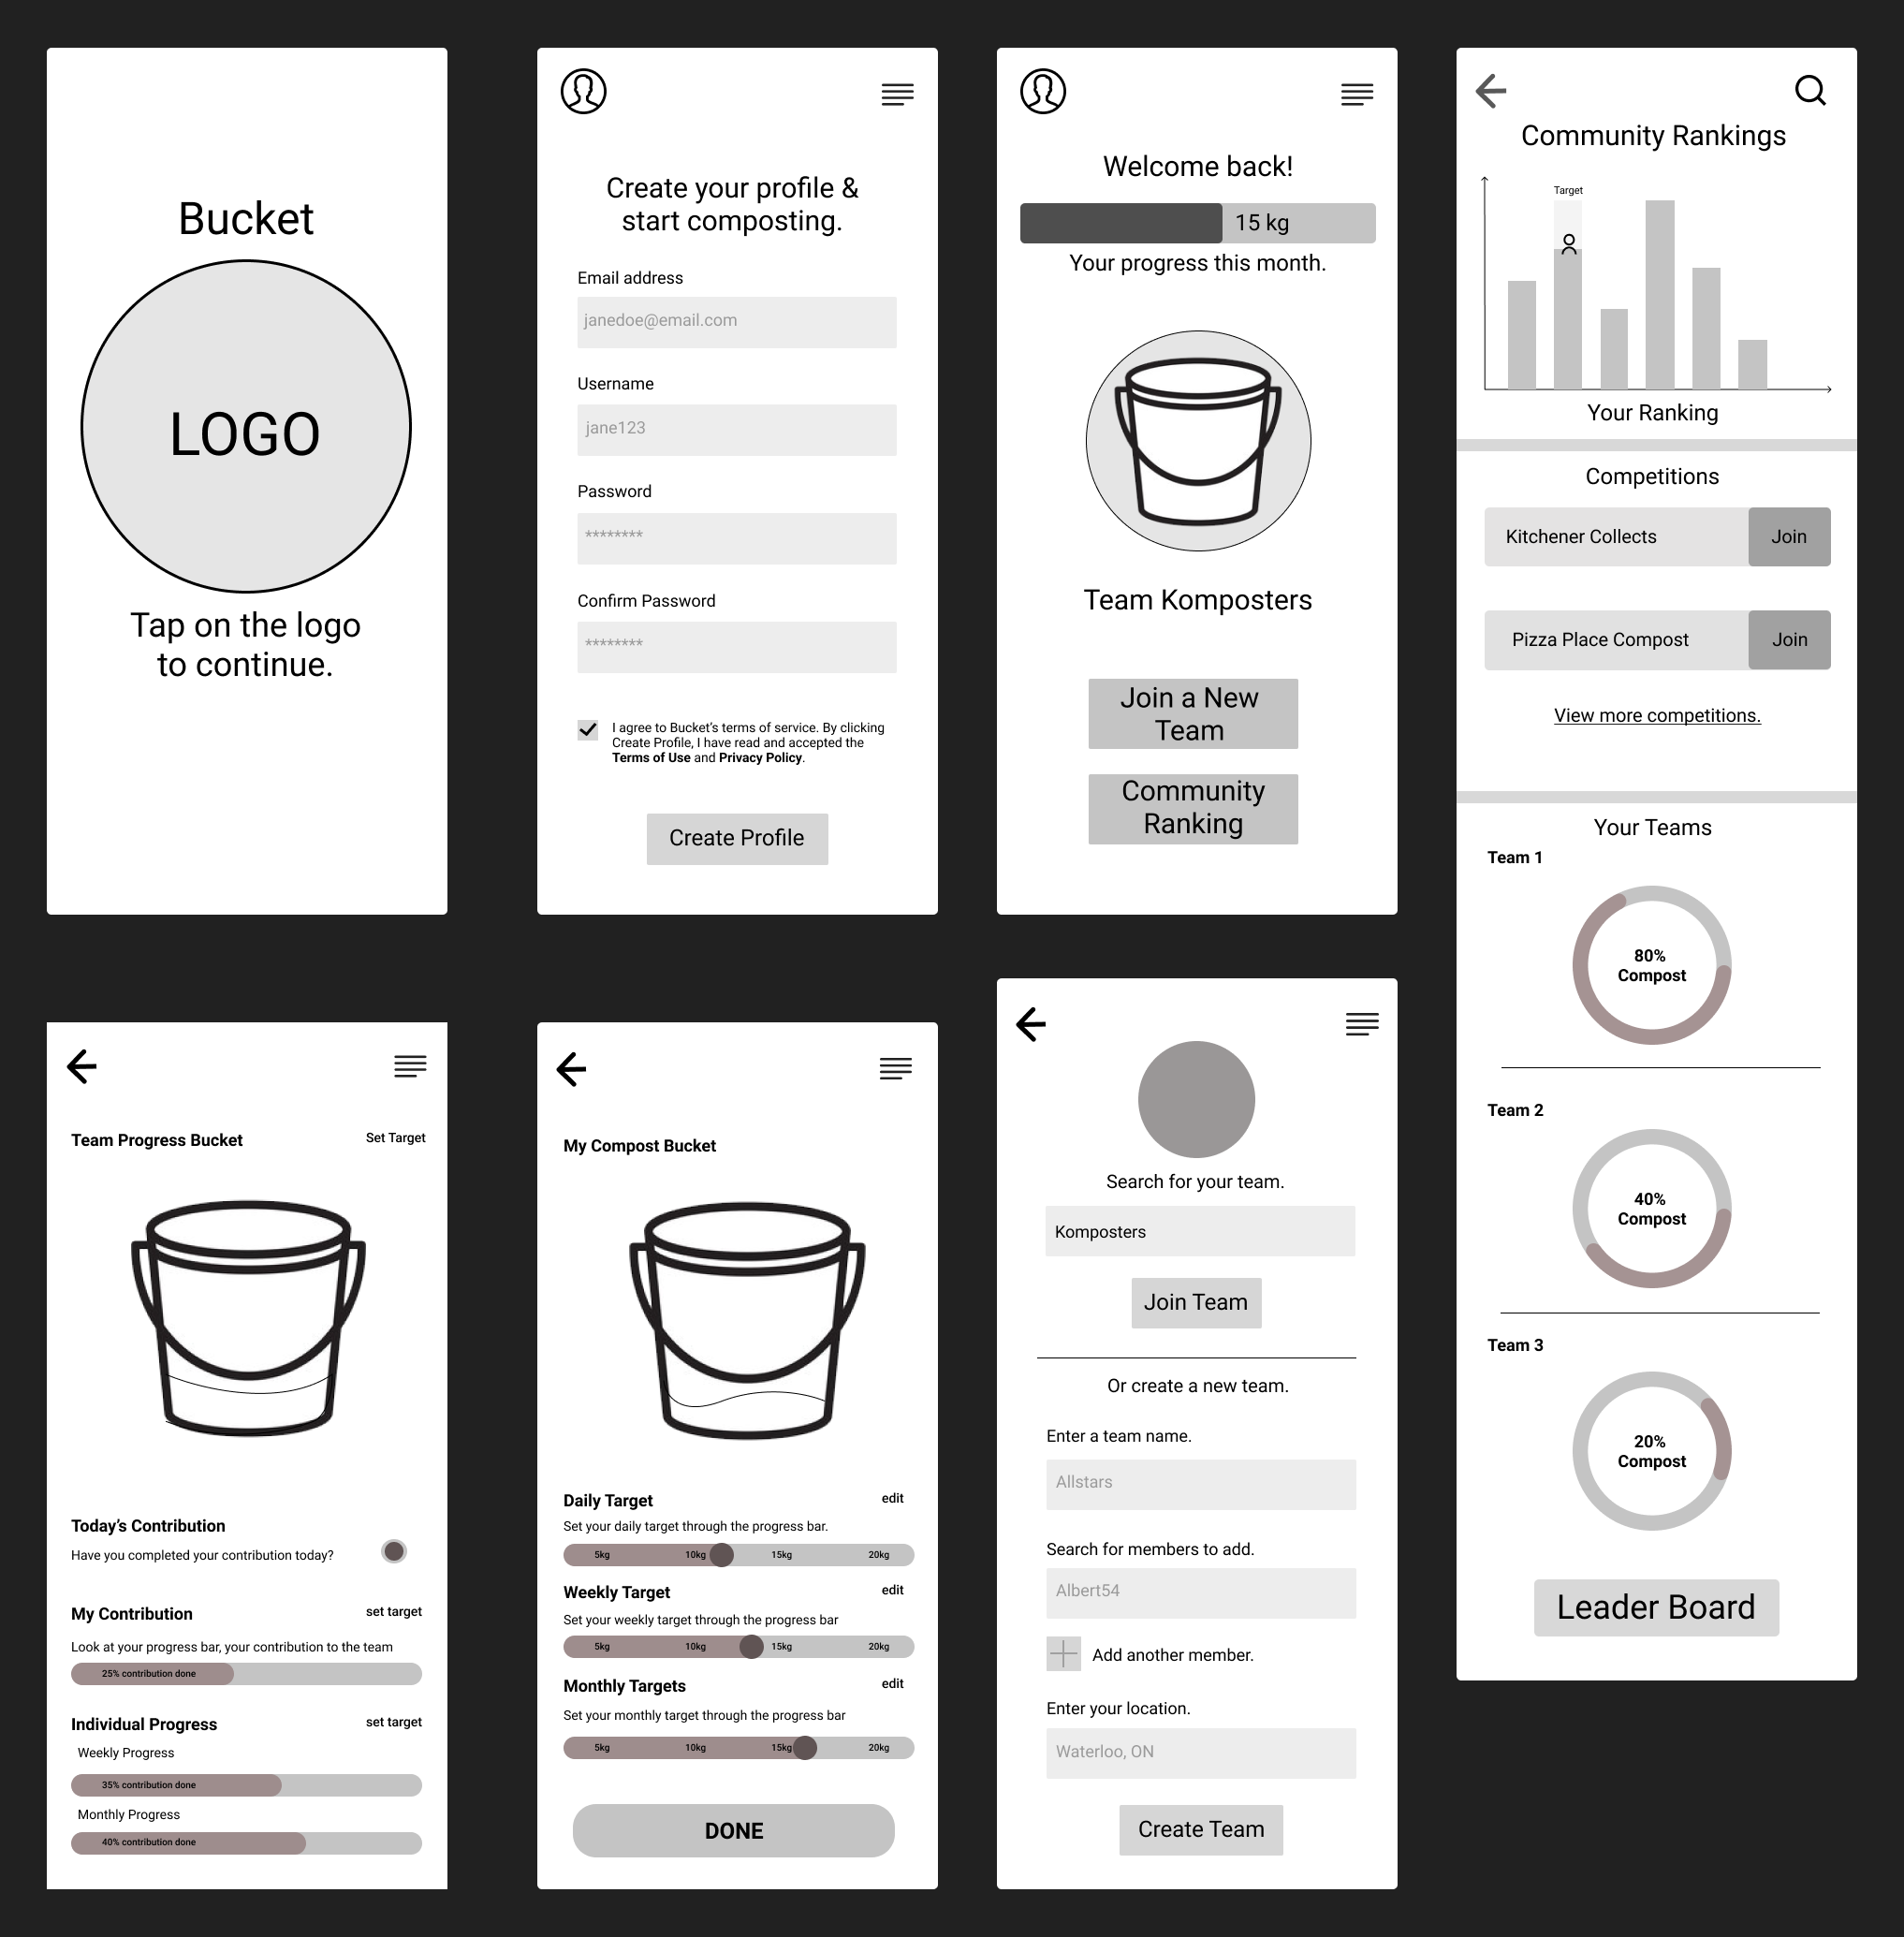 Bucket
LOGO
Tap on the logo
to continue.
Create your profile &
start composting.
Email address
janedoe@email.com
Username
jane123
Password
********
Confirm Password
********
I agree to Bucket's terms of service. By clicking
Create Profile, I have read and accepted the
Terms of Use and Privacy Policy.
Create Profile
Welcome back!
15 kg
Your progress this month.
Team Komposters
Join a New
Team
Community
Ranking
Community Rankings
Target
Your Ranking
Competitions
Kitchener Collects
Join
Pizza Place Compost
Join
View more competitions.
Your Teams
Team 1
80%
Compost
Team 2
40%
Compost
Team 3
20%
Compost
Leader Board
Team Progress Bucket
Set Target
Today's Contribution
Have you completed your contribution today?
My Contribution
set target
Look at your progress bar, your contribution to the team
25% contribution done
Individual Progress
set target
Weekly Progress
35% contribution done
Monthly Progress
40% contribution done
My Compost Bucket
Daily Target
edit
Set your daily target through the progress bar.
5kg 10kg 15kg 20kg
Weekly Target
edit
Set your weekly target through the progress bar
5kg 10kg 15kg 20kg
Monthly Targets
edit
Set your monthly target through the progress bar
5kg 10kg 15kg 20kg
DONE
Search for your team.
Komposters
Join Team
Or create a new team.
Enter a team name.
Allstars
Search for members to add.
Albert54
Add another member.
Enter your location.
Waterloo, ON
Create Team